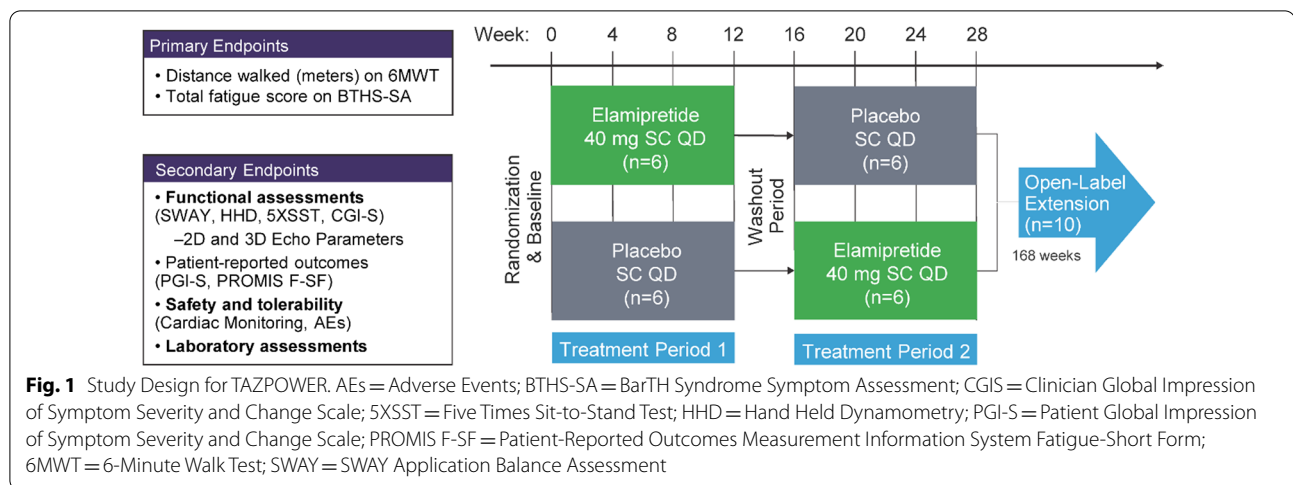 Week: 0 4 8 12 16 20 24 28
Primary Endpoints
• Distance walked (meters) on 6MWT
• Total fatigue score on BTHS-SA
Secondary Endpoints
• Functional assessments
(SWAY, HHD, 5XSST, CGI-S)
–2D and 3D Echo Parameters
• Patient-reported outcomes
(PGI-S, PROMIS F-SF)
• Safety and tolerability
(Cardiac Monitoring, AEs)
• Laboratory assessments
Randomization
& Baseline
Elamipretide
40 mg SC QD
(n=6)
Placebo
SC QD
(n=6)
Treatment Period 1
Washout
Period
Placebo
SC QD
(n=6)
Elamipretide
40 mg SC QD
(n=6)
Treatment Period 2
Open-Label
Extension
(n=10)
168 weeks
Fig. 1 Study Design for TAZPOWER. AEs = Adverse Events; BTHS-SA = BarTH Syndrome Symptom Assessment; CGIS = Clinician Global Impression
of Symptom Severity and Change Scale; 5XSST = Five Times Sit-to-Stand Test; HHD = Hand Held Dynamometry; PGI-S = Patient Global Impression
of Symptom Severity and Change Scale; PROMIS F-SF = Patient-Reported Outcomes Measurement Information System Fatigue-Short Form;
6MWT = 6-Minute Walk Test; SWAY = SWAY Application Balance Assessment